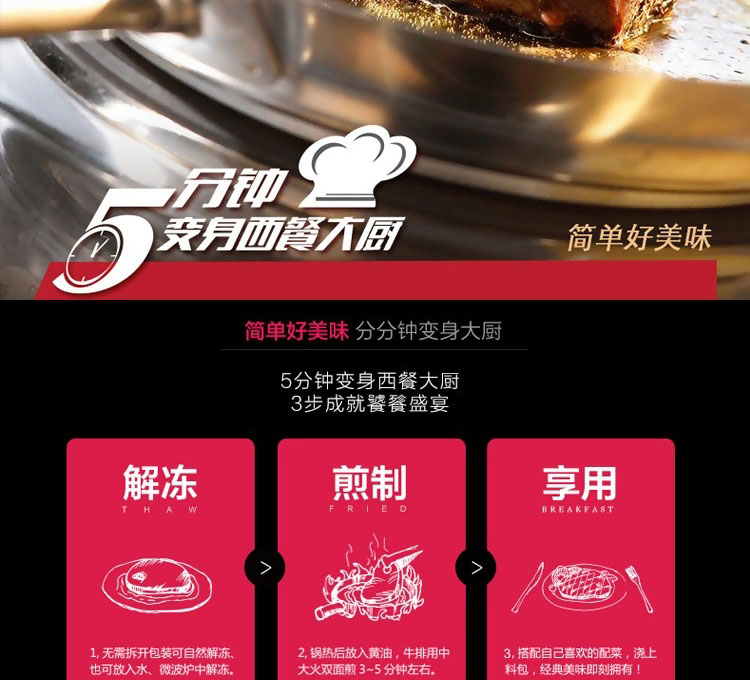 5分钟
变身西餐大厨
简单好美味
简单好美味 分分钟变身大厨
5分钟变身西餐大厨
3步成就饕餮盛宴
解冻
THAW
1, 无需拆开包装可自然解冻、
也可放入水、微波炉中解冻。
>
煎制
FRIED
2, 锅热后放入黄油，牛排用中
大火双面煎3~5分钟左右。
>
享用
BREAKFAST
3, 搭配自己喜欢的配菜，浇上
料包，经典美味即刻拥有！